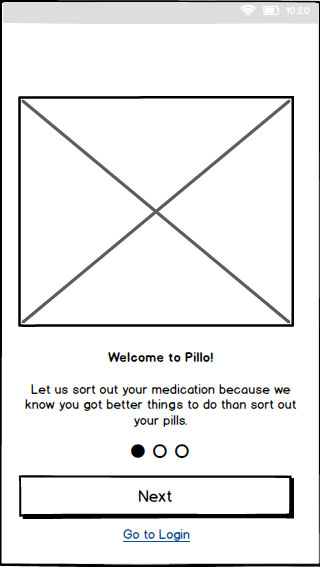 10:20
Welcome to Pillo!
Let us sort out your medication because we
know you got better things to do than sort out
your pills.
Next
Go to Login